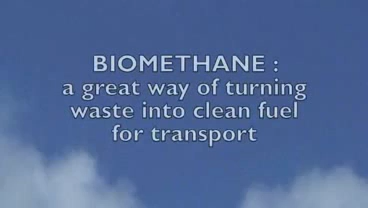 BIOMETHANE :
a great way of turning
waste into clean fuel
for transport